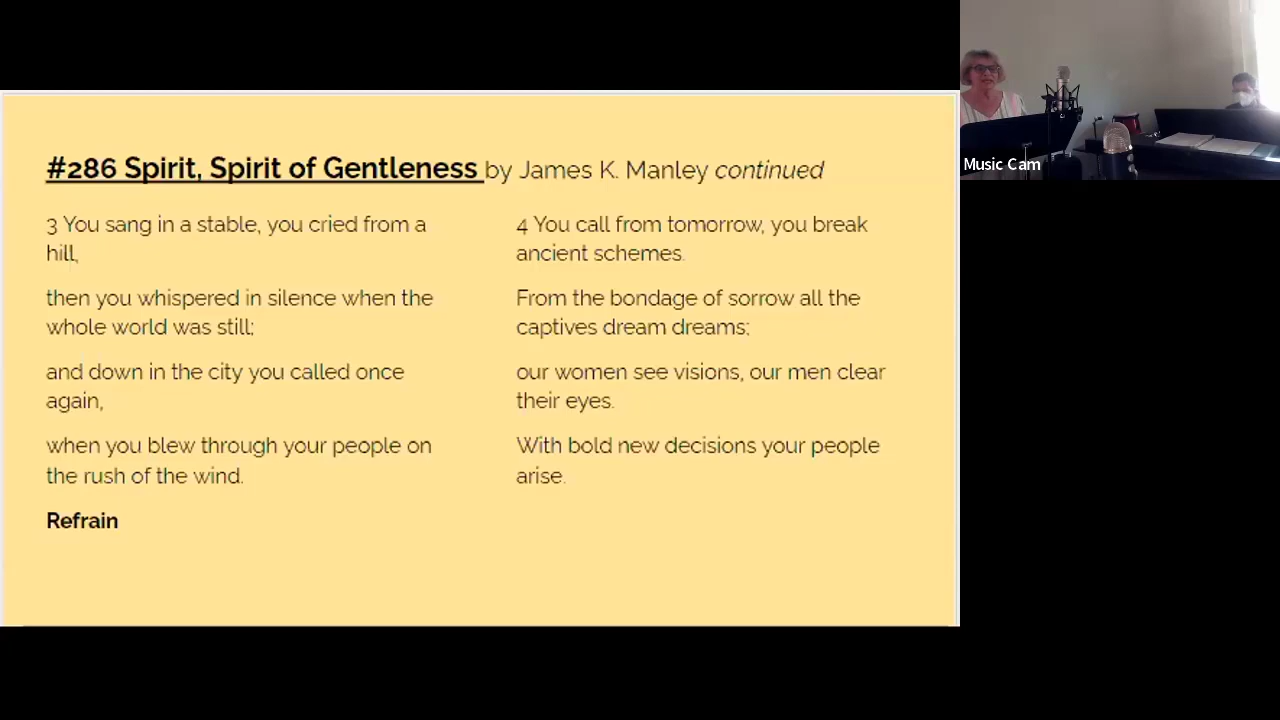 #286 Spirit, Spirit of Gentleness by James K. Manley continued
3 You sang in a stable, you cried from a
hill,
then you whispered in silence when the
whole world was still;
and down in the city you called once
again,
when you blew through your people on
the rush of the wind.
Refrain
4 You call from tomorrow, you break
ancient schemes.
From the bondage of sorrow all the
captives dream dreams;
our women see visions, our men clear
their eyes.
With bold new decisions your people
arise.
Music Cam